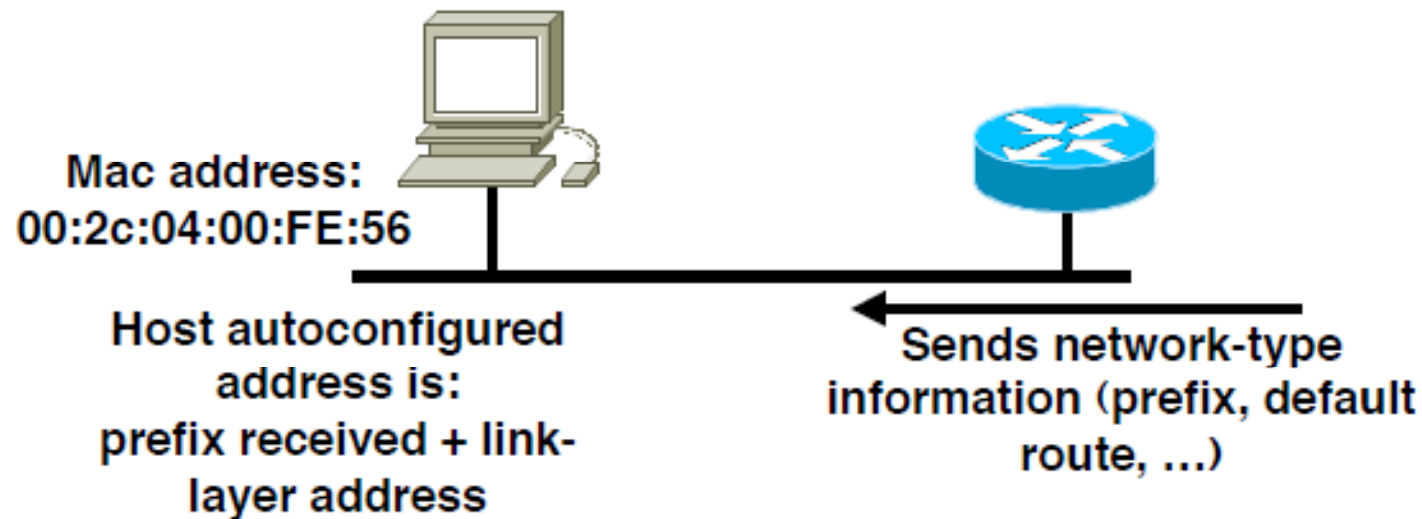 Mac address:
00:2c:04:00:FE:56
Host autoconfigured
address is:
prefix received + link-
layer address
Sends network-type
information (prefix, default
route, ...)